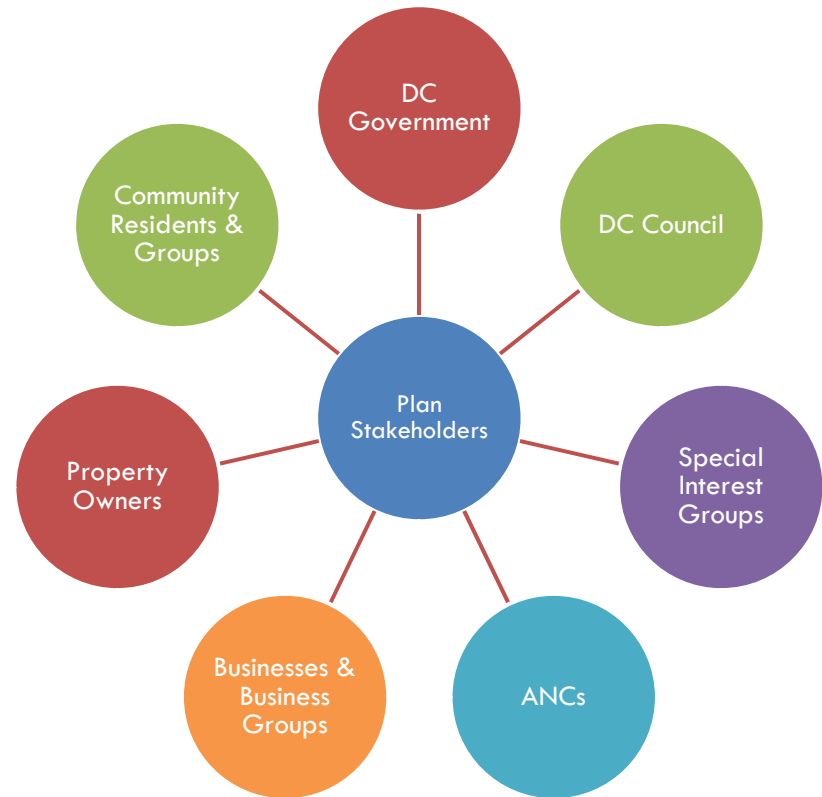 DC
Government
Community
Residents &
Groups
DC Council
Plan
Stakeholders
Property
Owners
Special
Interest
Groups
Businesses &
Business
Groups
ANCs